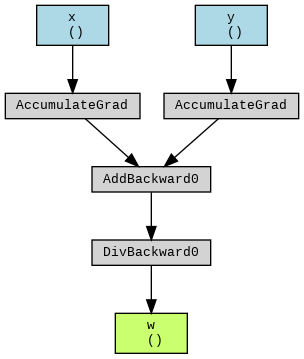 x
()
y
()
AccumulateGrad
AccumulateGrad
AddBackward0
DivBackward0
w
()